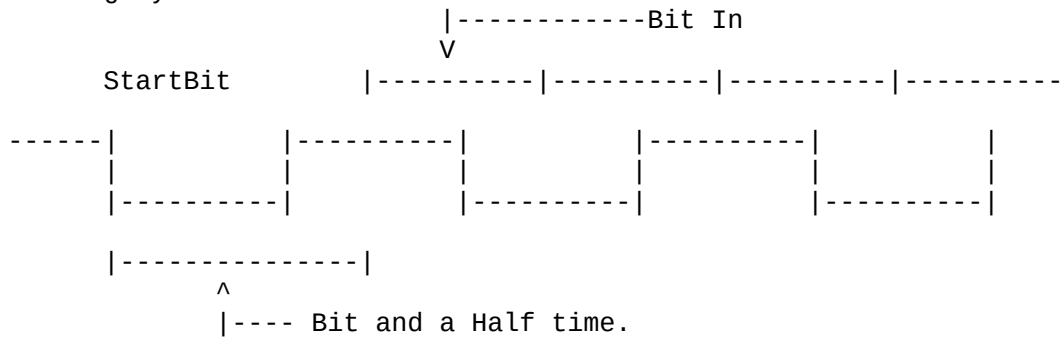 |------------Bit In
V
StartBit |----------|----------|----------|----------
------| |----------| |----------| |
| | | | | |
|----------| |----------| |----------|
|---------------|
^
|---- Bit and a Half time.